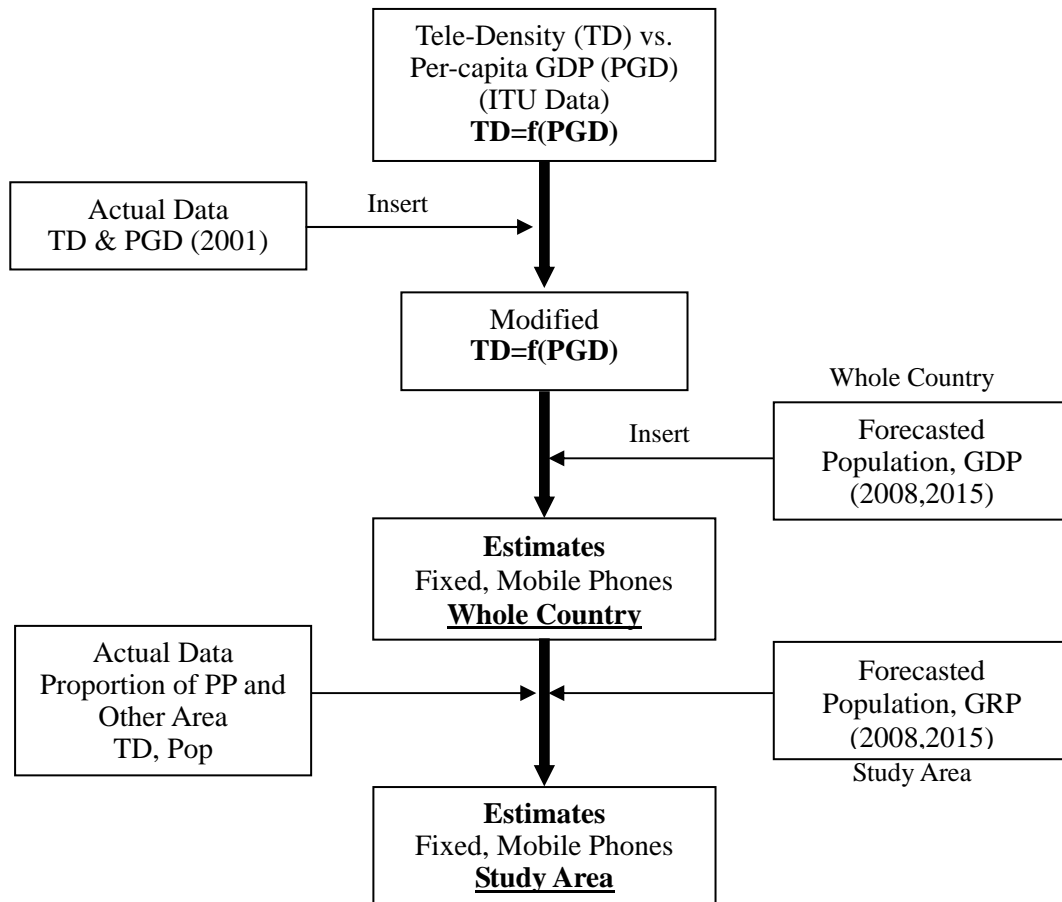 Tele-Density (TD) vs.
Per-capita GDP (PGD)
(ITU Data)
TD=f(PGD)
Actual Data
TD & PGD (2001)
Insert
Modified
TD=f(PGD)
Whole Country
Insert
Forecasted
Population, GDP
(2008,2015)
Estimates
Fixed, Mobile Phones
Whole Country
Actual Data
Proportion of PP and
Other Area
TD, Pop
Forecasted
Population, GRP
(2008,2015)
Study Area
Estimates
Fixed, Mobile Phones
Study Area